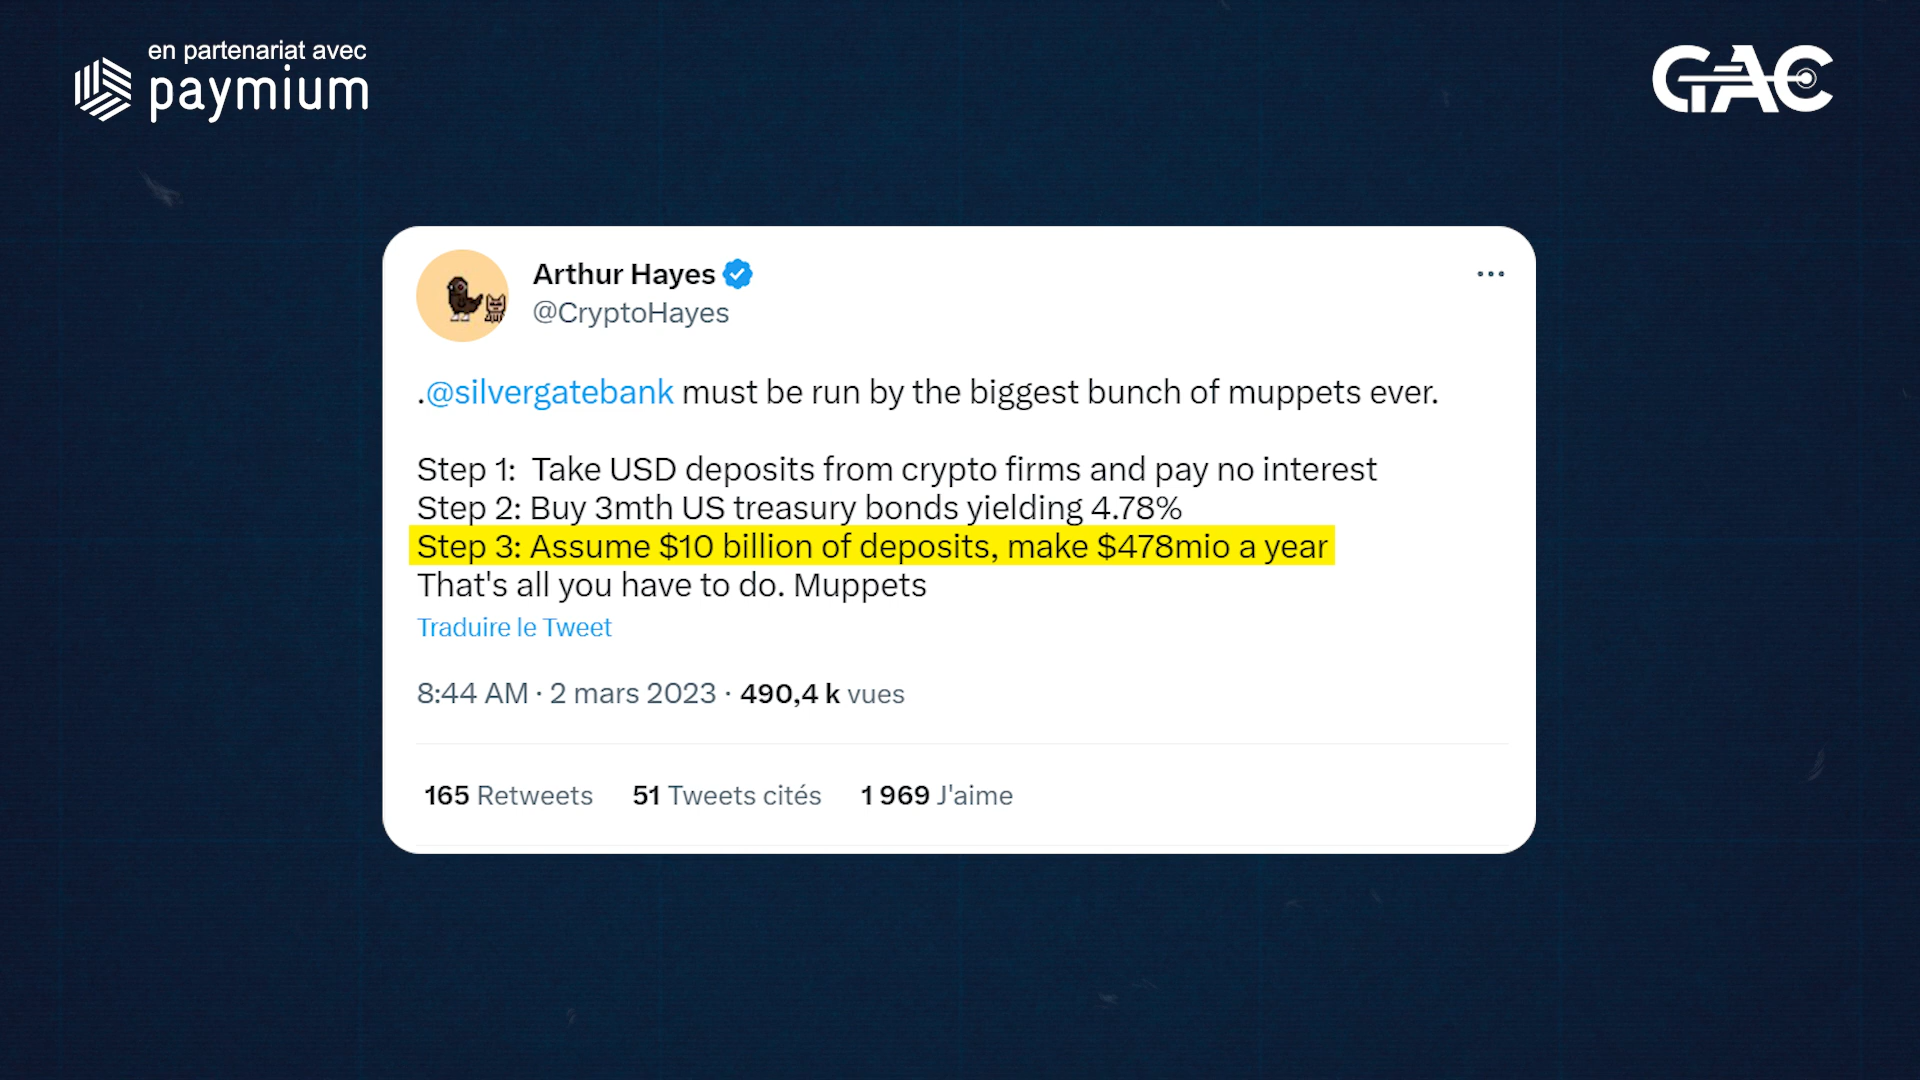 en partenariat avec
paymium
GAC
Arthur Hayes
@CryptoHayes
.@silvergatebank must be run by the biggest bunch of muppets ever.
Step 1:  Take USD deposits from crypto firms and pay no interest
Step 2: Buy 3mth US treasury bonds yielding 4.78%
Step 3: Assume $10 billion of deposits, make $478mio a year
That's all you have to do. Muppets
Traduire le Tweet
8:44 AM · 2 mars 2023 · 490,4 k vues
165 Retweets 51 Tweets cités 1 969 J'aime